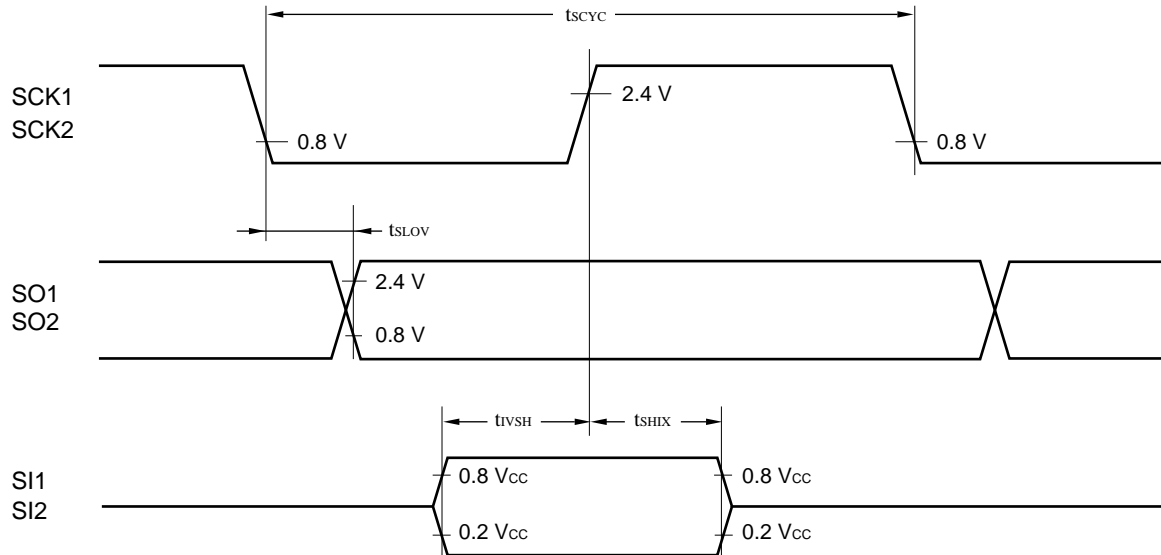 tSCYC
SCK1
SCK2
2.4 V
0.8 V
0.8 V
tSLOV
SO1
SO2
2.4 V
0.8 V
tIVSH
tSHIX
SI1
SI2
0.8 VCC
0.8 VCC
0.2 VCC
0.2 VCC